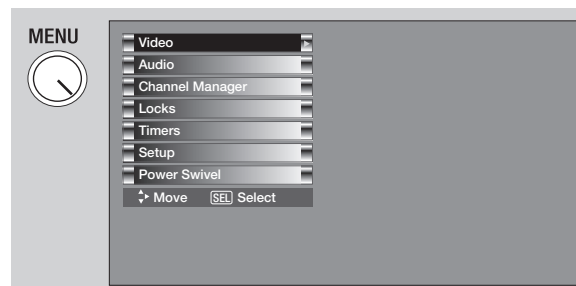 MENU
Video
Audio
Channel Manager
Locks
Timers
Setup
Power Swivel
Move SEL Select